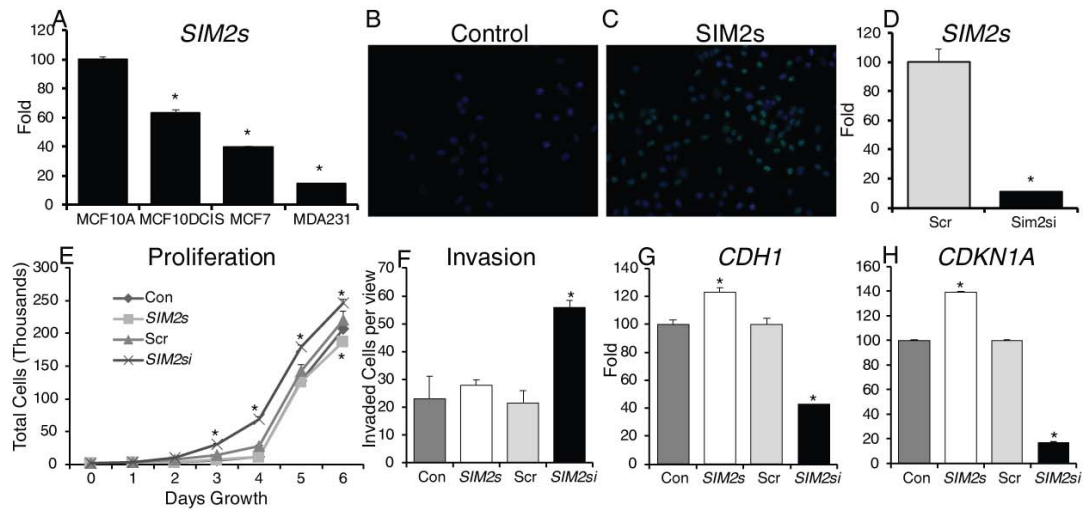 A
SIM2s
Fold
120
100
80
60
40
20
0
*
*
*
MCF10A MCF10DCIS MCF7 MDA231
B
Control
C
SIM2s
D
SIM2s
Fold
120
100
80
60
40
20
0
*
Scr Sim2si
E
Proliferation
Total Cells (Thousands)
300
250
200
150
100
50
0
Con
SIM2s
Scr
SIM2si
*
*
*
*
*
0 1 2 3 4 5 6
Days Growth
F
Invasion
Invaded Cells per view
70
60
50
40
30
20
10
0
*
Con SIM2s Scr SIM2si
G
CDH1
Fold
140
120
100
80
60
40
20
0
*
*
Con SIM2s Scr SIM2si
H
CDKN1A
160
140
120
100
80
60
40
20
0
*
*
Con SIM2s Scr SIM2si